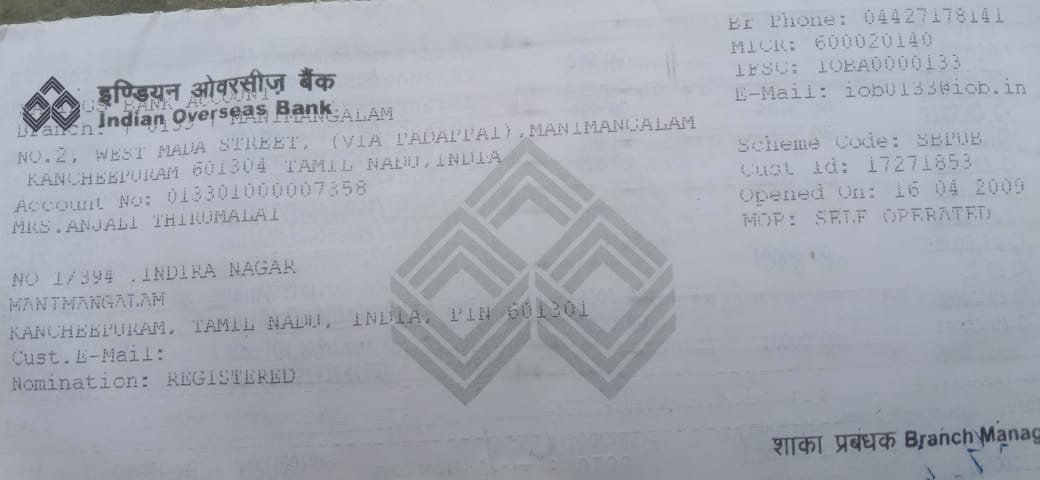 Br Phone: 04427178141
MICR: 600020140
IFSC: IOBA0000133
E-Mail: iob0133@iob.in
इण्डियन ओवरसीज़ बैंक
Indian Overseas Bank
BANK ACCOUNT
Branch: 0133 MANIMANGALAM
NO.2, WEST MADA STREET, (VIA PADAPPAI),MANIMANGALAM
KANCHEEPURAM 601304 TAMIL NADU,INDIA
Account No: 013301000007358
MRS.ANJALI THIRUMALAI
Scheme Code: SBPUB
Cust Id: 17271853
Opened On: 16 04 2009
MOP: SELF OPERATED
NO 1/394 ,INDIRA NAGAR
MANIMANGALAM
KANCHEEPURAM, TAMIL NADU, INDIA, PIN 601301
Cust.E-Mail:
Nomination: REGISTERED
शाका प्रबंधक Branch Manag